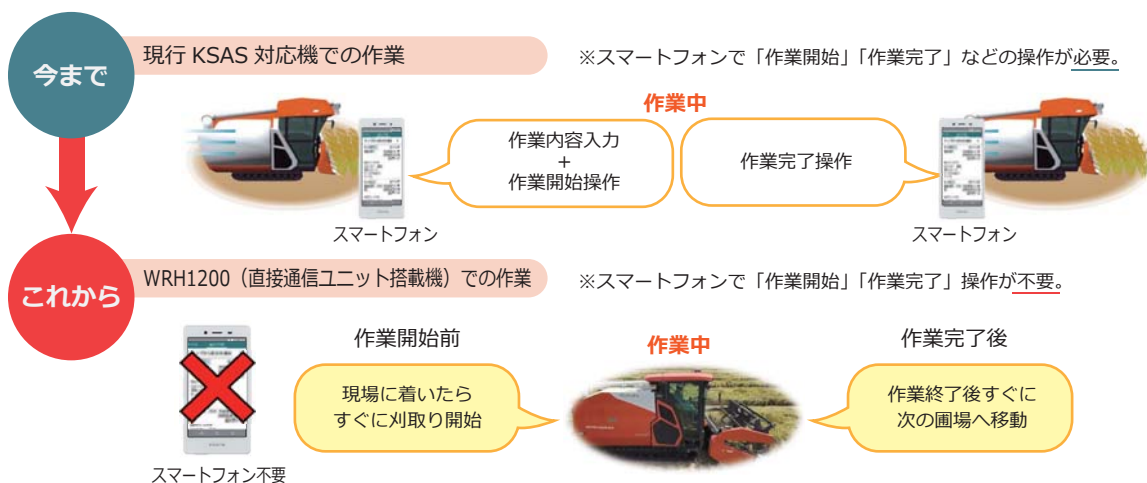 今まで
現行 KSAS 対応機での作業
※スマートフォンで「作業開始」「作業完了」などの操作が必要。
作業中
作業内容入力
+
作業開始操作
作業完了操作
スマートフォン
スマートフォン
これから
WRH1200（直接通信ユニット搭載機）での作業
※スマートフォンで「作業開始」「作業完了」操作が不要。
作業開始前
作業中
作業完了後
現場に着いたら
すぐに刈取り開始
作業終了後すぐに
次の圃場へ移動
スマートフォン不要